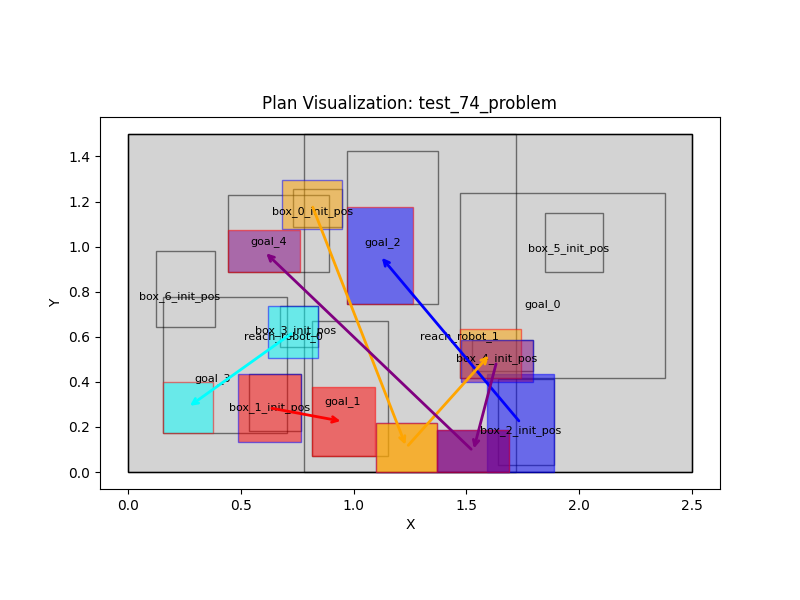 Plan Visualization: test_74_problem
1.4
1.2
1.0
0.8
0.6
0.4
0.2
0.0
Y
box_0_init_pos
goal_4
goal_2
box_5_init_pos
box_6_init_pos
goal_0
box_3_init_pos
reach_robot_0
reach_robot_1
box_4_init_pos
goal_3
box_1_init_pos
goal_1
box_2_init_pos
0.0 0.5 1.0 1.5 2.0 2.5
X